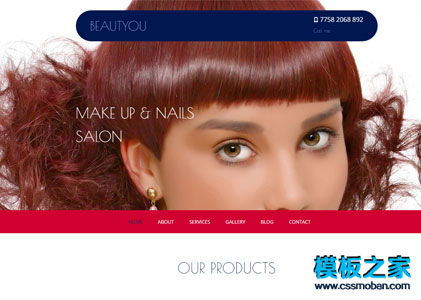 BEAUTYOU
7758 2068 892
Call me
MAKE UP & NAILS
SALON
HOME ABOUT SERVICES GALLERY BLOG CONTACT
OUR PRODUCTS
模板之家
www.cssmoban.com